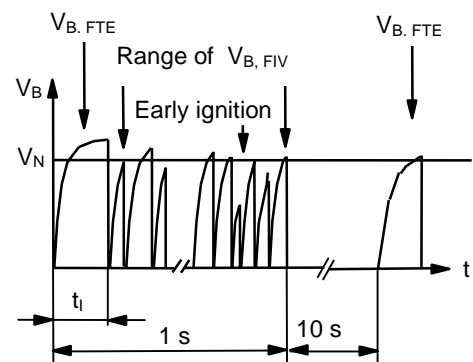 V_B. FTE
V_B. FTE
Range of V_B, FIV
V_B
Early ignition
V_N
t
t_I
1 s
10 s